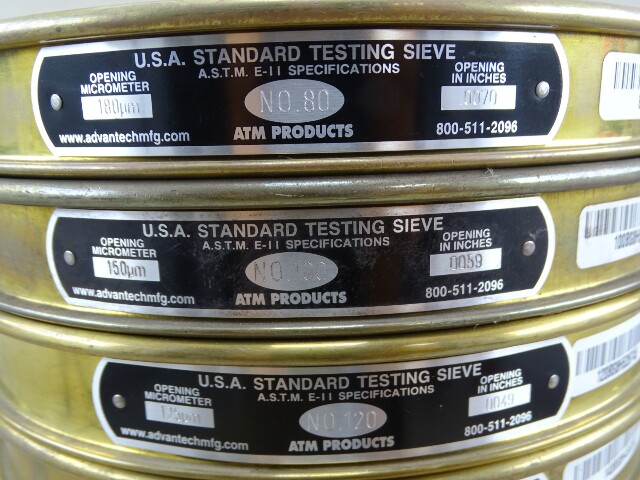 U.S.A. STANDARD TESTING SIEVE
A.S.T.M. E-11 SPECIFICATIONS
OPENING
MICROMETER
180µm
NO.80
OPENING
IN INCHES
.0070
www.advantechmfg.com
ATM PRODUCTS
800-511-2096
U.S.A. STANDARD TESTING SIEVE
A.S.T.M. E-11 SPECIFICATIONS
OPENING
MICROMETER
150µm
NO.100
OPENING
IN INCHES
.0059
www.advantechmfg.com
ATM PRODUCTS
800-511-2096
U.S.A. STANDARD TESTING SIEVE
A.S.T.M. E-11 SPECIFICATIONS
OPENING
MICROMETER
125µm
NO.120
OPENING
IN INCHES
.0049
www.advantechmfg.com
ATM PRODUCTS
800-511-2096